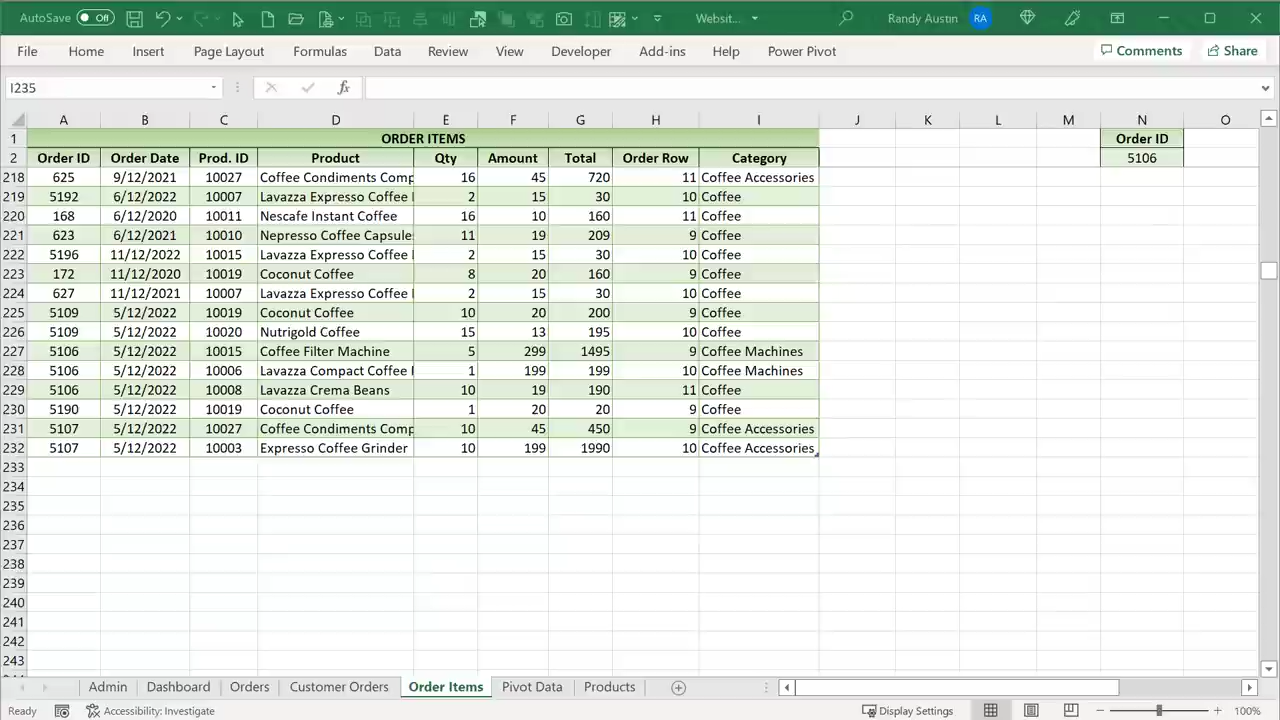 AutoSave Off Websit... Randy Austin RA
File Home Insert Page Layout Formulas Data Review View Developer Add-ins Help Power Pivot Comments Share
I235 fx
A B C D E F G H I J K L M N O
1 ORDER ITEMS Order ID
2 Order ID Order Date Prod. ID Product Qty Amount Total Order Row Category 5106
218 625 9/12/2021 10027 Coffee Condiments Comp 16 45 720 11 Coffee Accessories
219 5192 6/12/2022 10007 Lavazza Expresso Coffee 2 15 30 10 Coffee
220 168 6/12/2020 10011 Nescafe Instant Coffee 16 10 160 11 Coffee
221 623 6/12/2021 10010 Nepresso Coffee Capsule 11 19 209 9 Coffee
222 5196 11/12/2022 10015 Lavazza Expresso Coffee 2 15 30 10 Coffee
223 172 11/12/2020 10019 Coconut Coffee 8 20 160 9 Coffee
224 627 11/12/2021 10007 Lavazza Expresso Coffee 2 15 30 10 Coffee
225 5109 5/12/2022 10019 Coconut Coffee 10 20 200 9 Coffee
226 5109 5/12/2022 10020 Nutrigold Coffee 15 13 195 10 Coffee
227 5106 5/12/2022 10015 Coffee Filter Machine 5 299 1495 9 Coffee Machines
228 5106 5/12/2022 10006 Lavazza Compact Coffee 1 199 199 10 Coffee Machines
229 5106 5/12/2022 10008 Lavazza Crema Beans 10 19 190 11 Coffee
230 5190 5/12/2022 10019 Coconut Coffee 1 20 20 9 Coffee
231 5107 5/12/2022 10027 Coffee Condiments Comp 10 45 450 9 Coffee Accessories
232 5107 5/12/2022 10003 Expresso Coffee Grinder 10 199 1990 10 Coffee Accessories
233
234
235
236
237
238
239
240
241
242
243
Admin Dashboard Orders Customer Orders Order Items Pivot Data Products
Ready Accessibility: Investigate Display Settings 100%